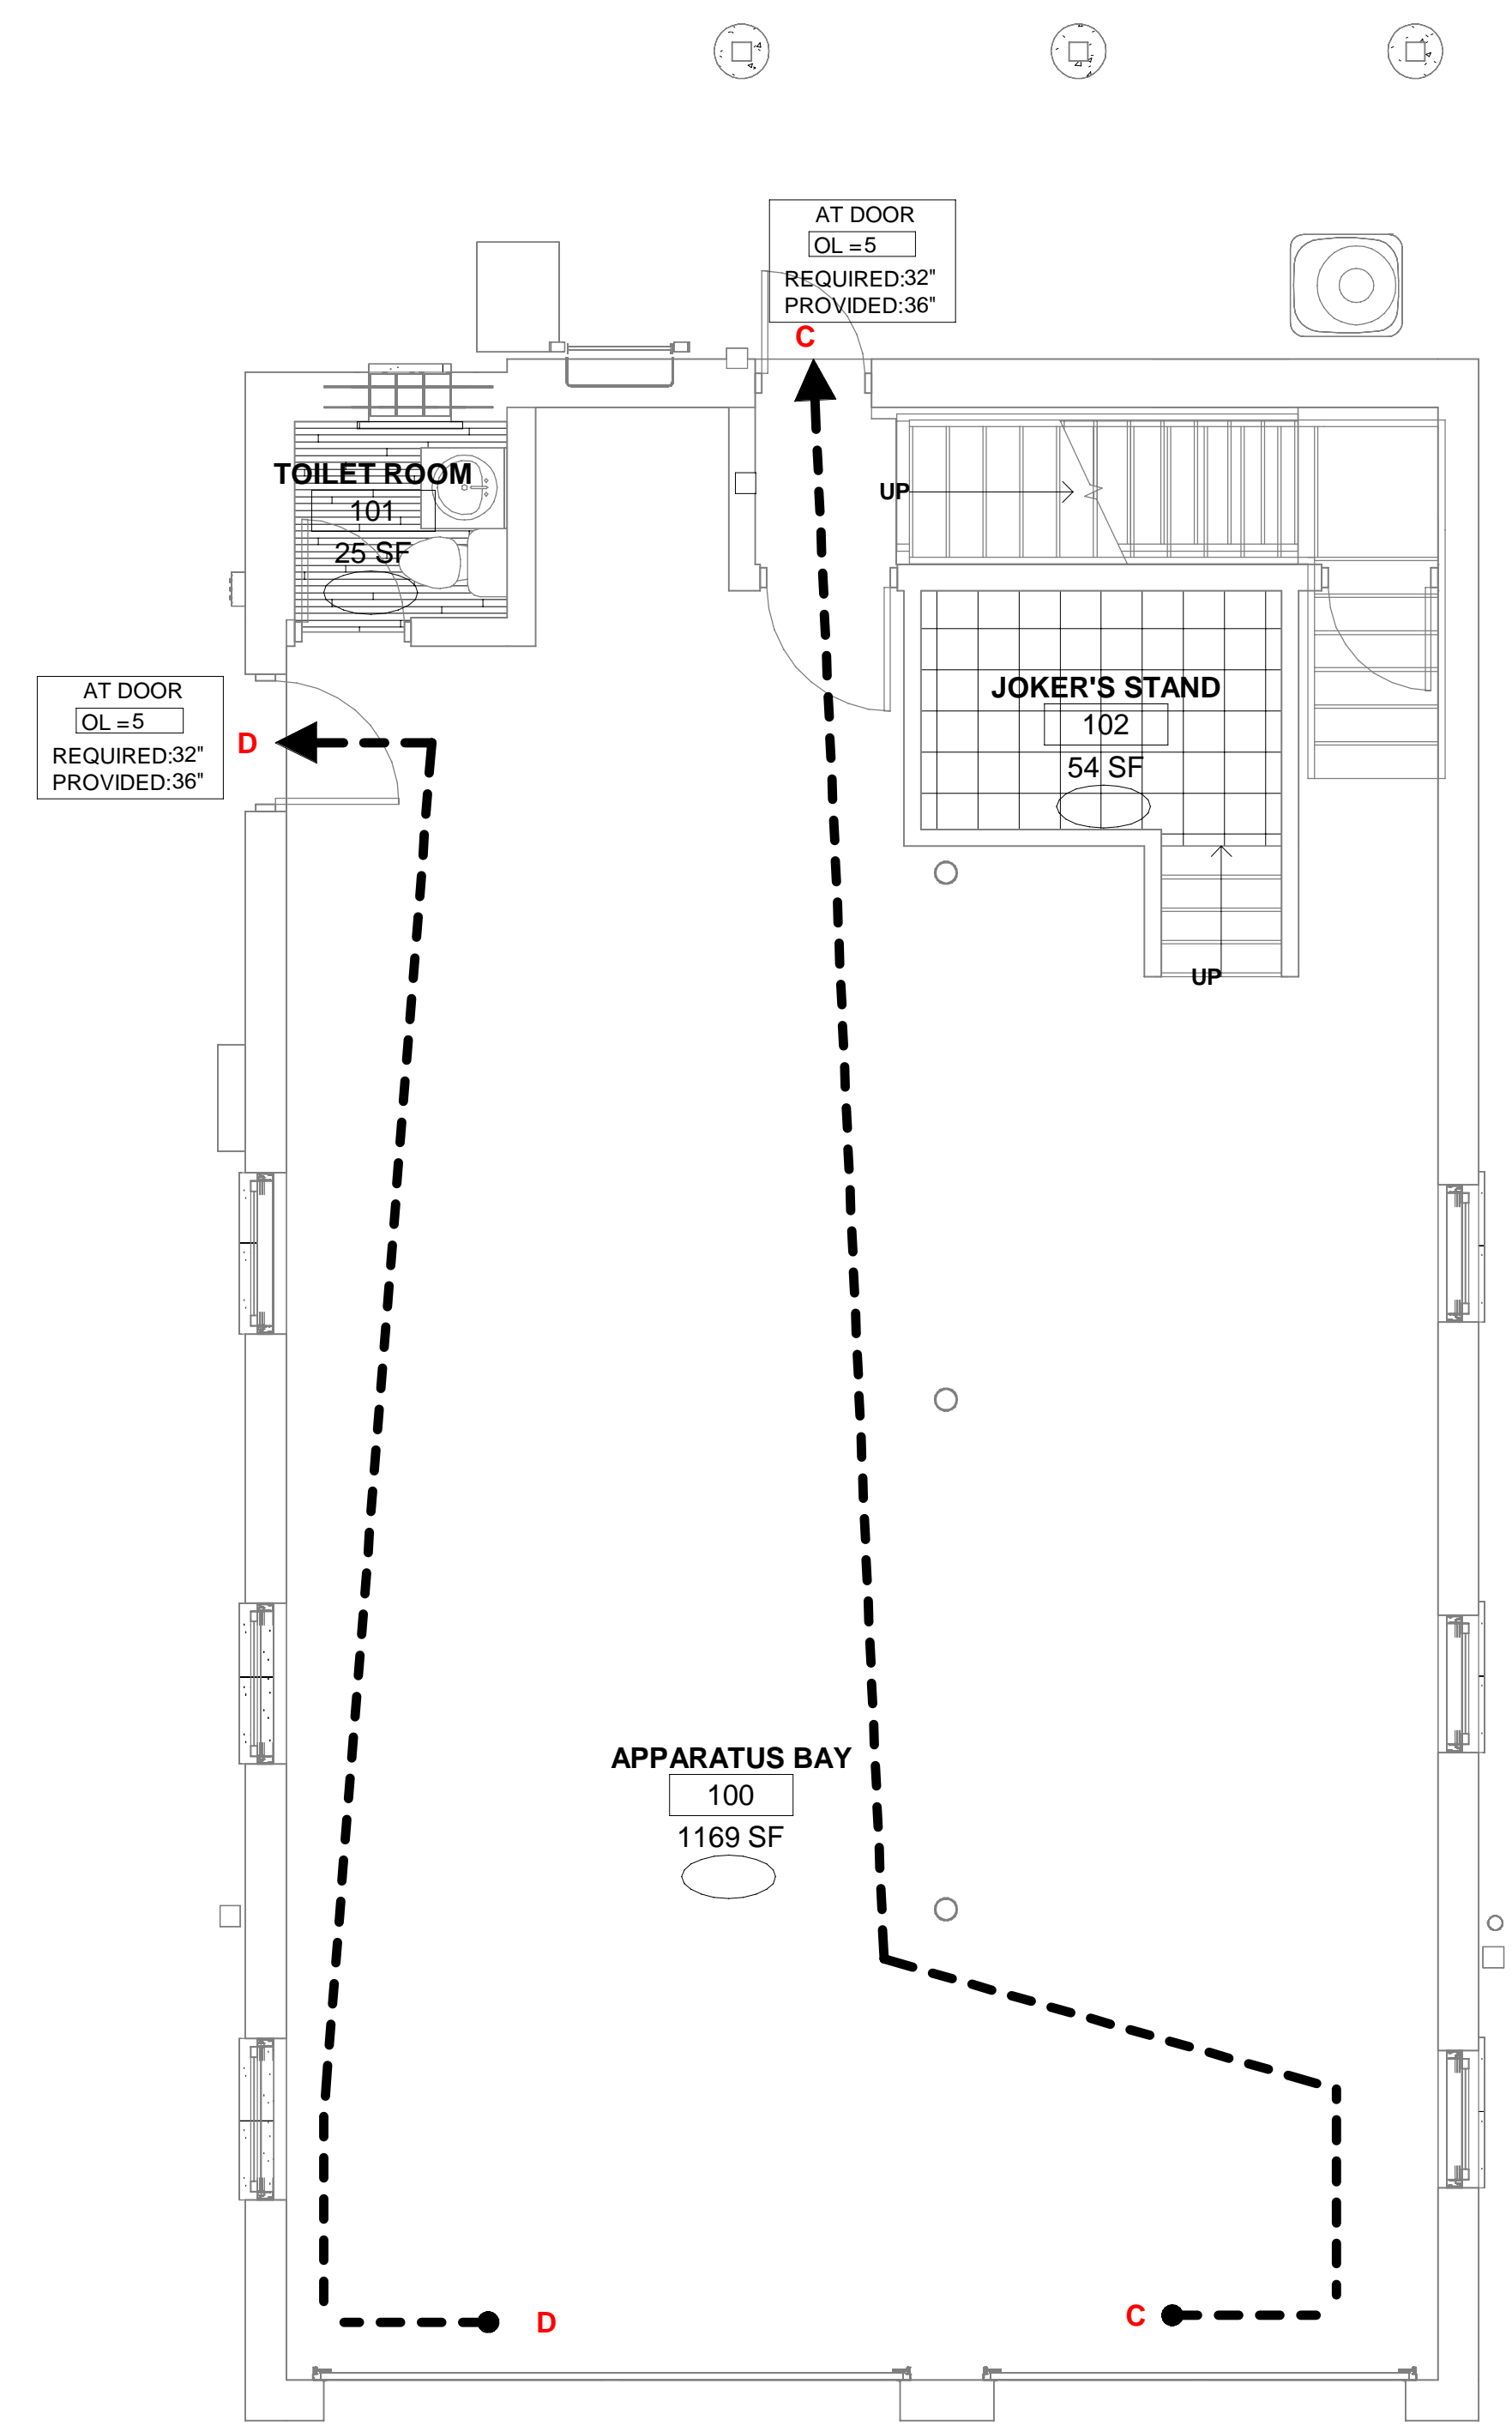 AT DOOR
OL = 5
REQUIRED: 32"
PROVIDED: 36"
C
TOILET ROOM
101
25 SF
UP
AT DOOR
OL = 5
REQUIRED: 32"
PROVIDED: 36"
D
JOKER'S STAND
102
54 SF
UP
APPARATUS BAY
100
1169 SF
D
C